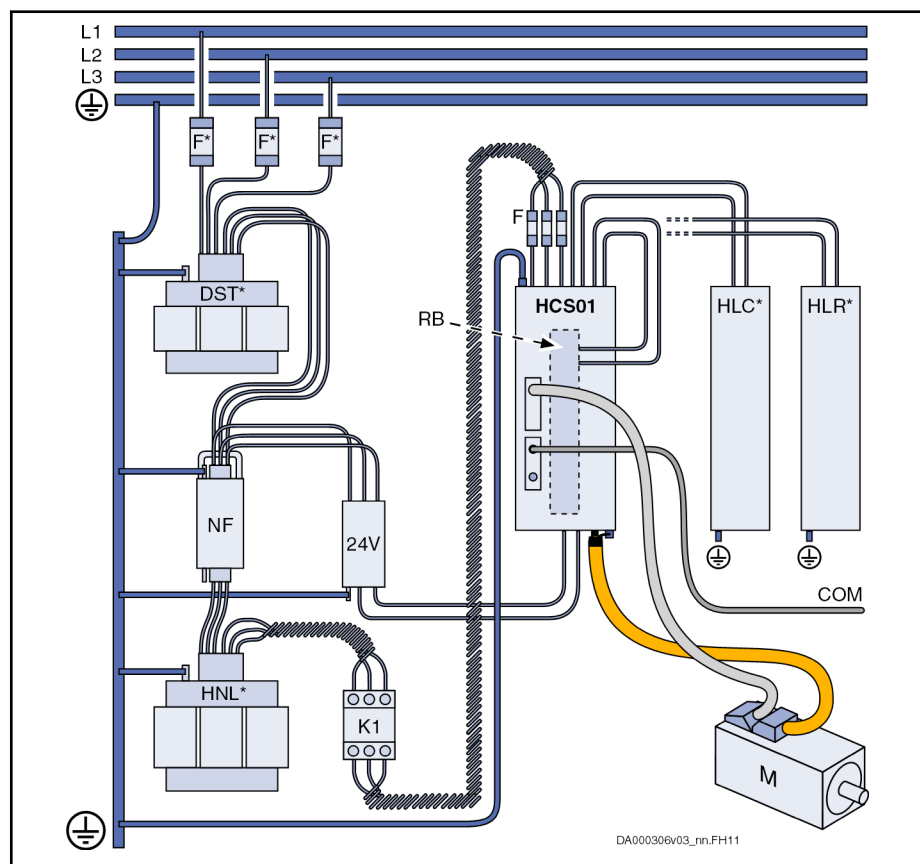 L1
L2
L3
F*
F*
F*
F
DST*
HCS01
HLC*
HLR*
RB
NF
24V
COM
HNL*
K1
M
DA000306v03_nn.FH11